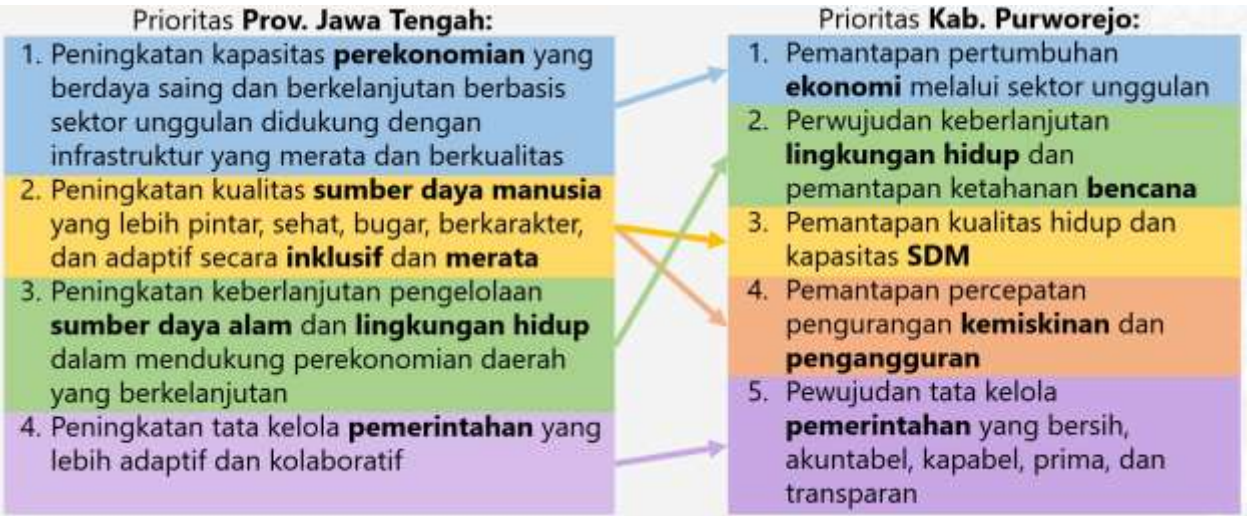 Prioritas Prov. Jawa Tengah:
1. Peningkatan kapasitas perekonomian yang
berdaya saing dan berkelanjutan berbasis
sektor unggulan didukung dengan
infrastruktur yang merata dan berkualitas
2. Peningkatan kualitas sumber daya manusia
yang lebih pintar, sehat, bugar, berkarakter,
dan adaptif secara inklusif dan merata
3. Peningkatan keberlanjutan pengelolaan
sumber daya alam dan lingkungan hidup
dalam mendukung perekonomian daerah
yang berkelanjutan
4. Peningkatan tata kelola pemerintahan yang
lebih adaptif dan kolaboratif
Prioritas Kab. Purworejo:
1. Pemantapan pertumbuhan
ekonomi melalui sektor unggulan
2. Perwujudan keberlanjutan
lingkungan hidup dan
pemantapan ketahanan bencana
3. Pemantapan kualitas hidup dan
kapasitas SDM
4. Pemantapan percepatan
pengurangan kemiskinan dan
pengangguran
5. Pewujudan tata kelola
pemerintahan yang bersih,
akuntabel, kapabel, prima, dan
transparan